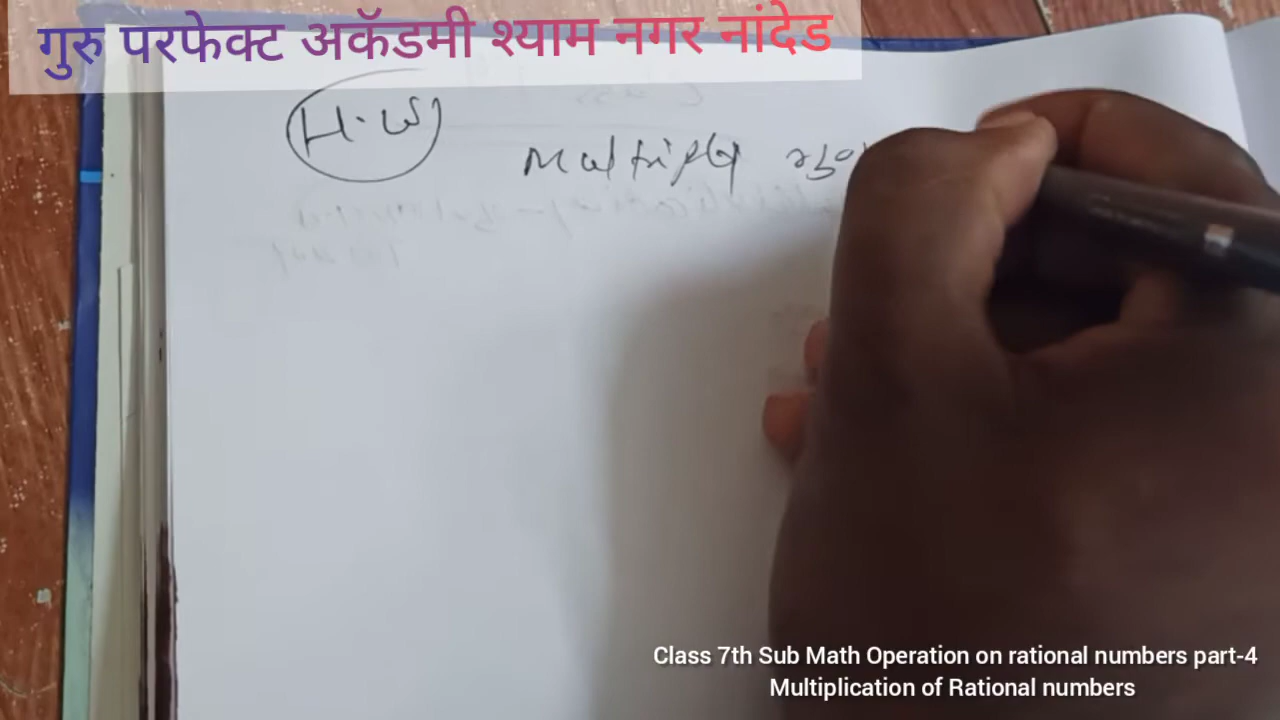 गुरु परफेक्ट अकॅडमी श्याम नगर नांदेड
H.W
Multiply
Class 7th Sub Math Operation on rational numbers part-4
Multiplication of Rational numbers